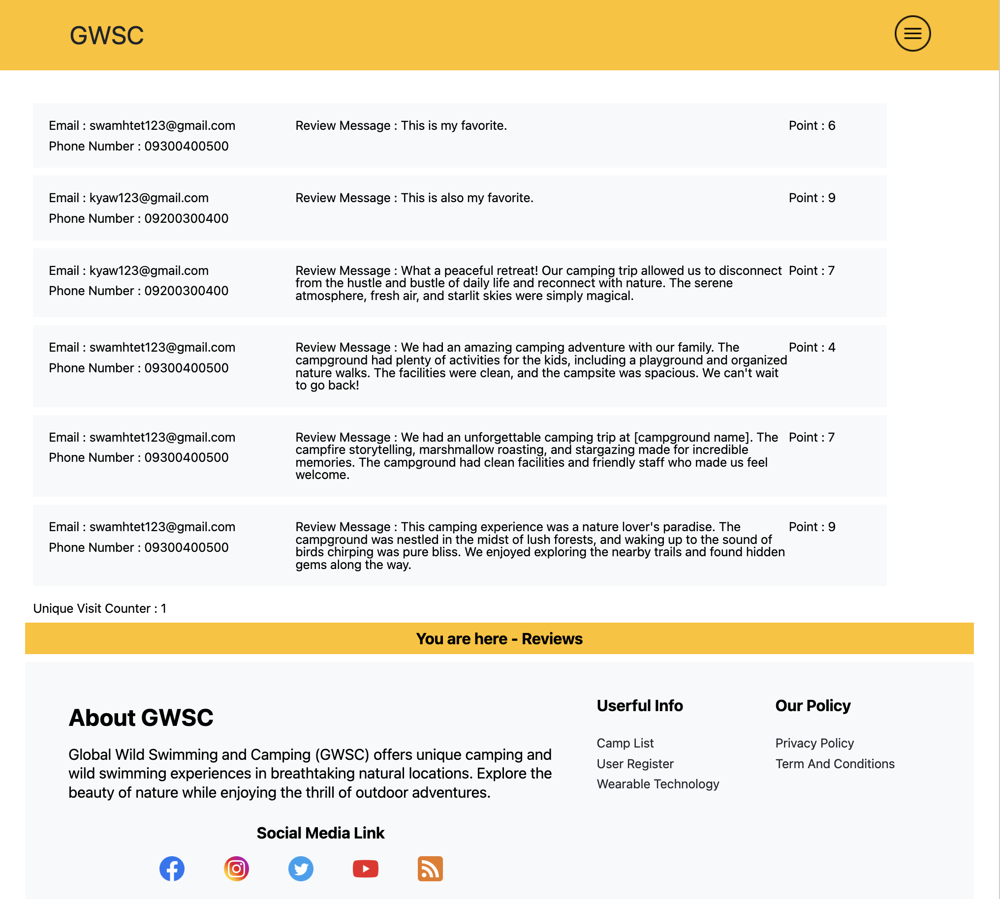 GWSC
Email : swamhtet123@gmail.com
Phone Number : 09300400500
Review Message : This is my favorite.
Point : 6
Email : kyaw123@gmail.com
Phone Number : 09200300400
Review Message : This is also my favorite.
Point : 9
Email : kyaw123@gmail.com
Phone Number : 09200300400
Review Message : What a peaceful retreat! Our camping trip allowed us to disconnect
from the hustle and bustle of daily life and reconnect with nature. The serene
atmosphere, fresh air, and starlit skies were simply magical.
Point : 7
Email : swamhtet123@gmail.com
Phone Number : 09300400500
Review Message : We had an amazing camping adventure with our family. The
campground had plenty of activities for the kids, including a playground and organized
nature walks. The facilities were clean, and the campsite was spacious. We can't wait
to go back!
Point : 4
Email : swamhtet123@gmail.com
Phone Number : 09300400500
Review Message : We had an unforgettable camping trip at [campground name]. The
campfire storytelling, marshmallow roasting, and stargazing made for incredible
memories. The campground had clean facilities and friendly staff who made us feel
welcome.
Point : 7
Email : swamhtet123@gmail.com
Phone Number : 09300400500
Review Message : This camping experience was a nature lover's paradise. The
campground was nestled in the midst of lush forests, and waking up to the sound of
birds chirping was pure bliss. We enjoyed exploring the nearby trails and found hidden
gems along the way.
Point : 9
Unique Visit Counter : 1
You are here - Reviews
About GWSC
Global Wild Swimming and Camping (GWSC) offers unique camping and
wild swimming experiences in breathtaking natural locations. Explore the
beauty of nature while enjoying the thrill of outdoor adventures.
Social Media Link
Userful Info
Camp List
User Register
Wearable Technology
Our Policy
Privacy Policy
Term And Conditions